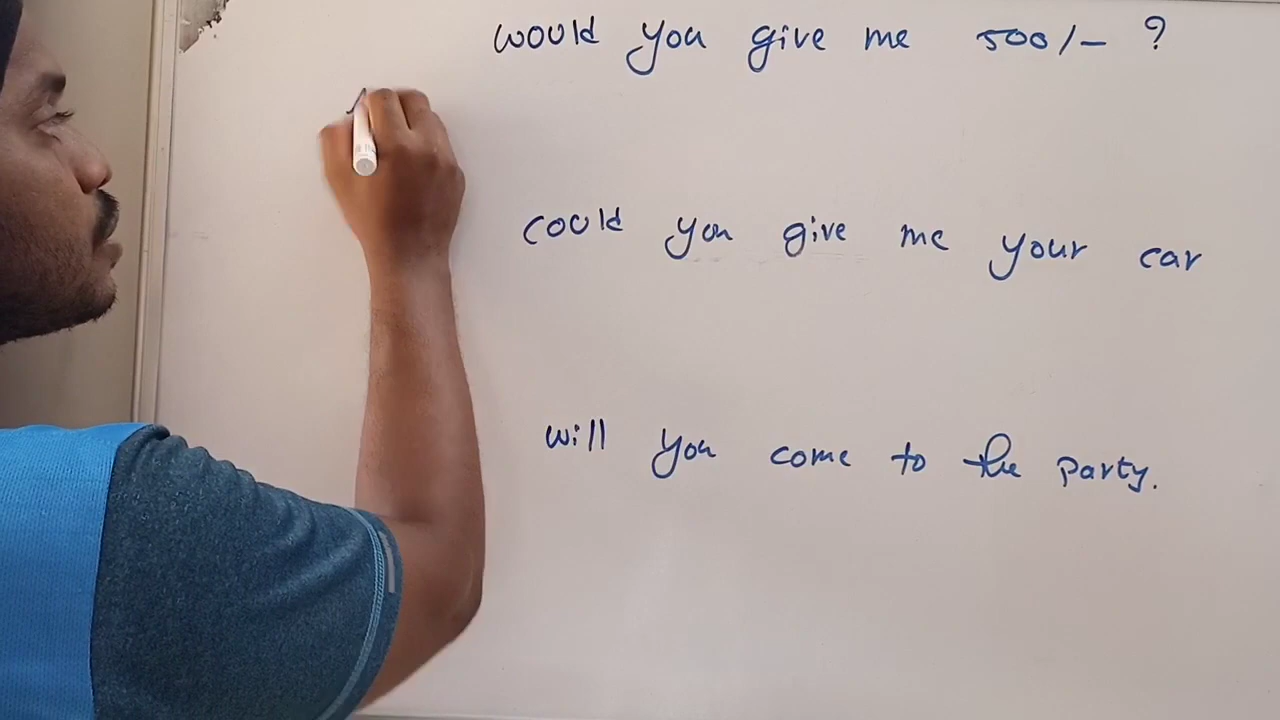 would you give me 500/- ?
could you give me your car
will you come to the party.